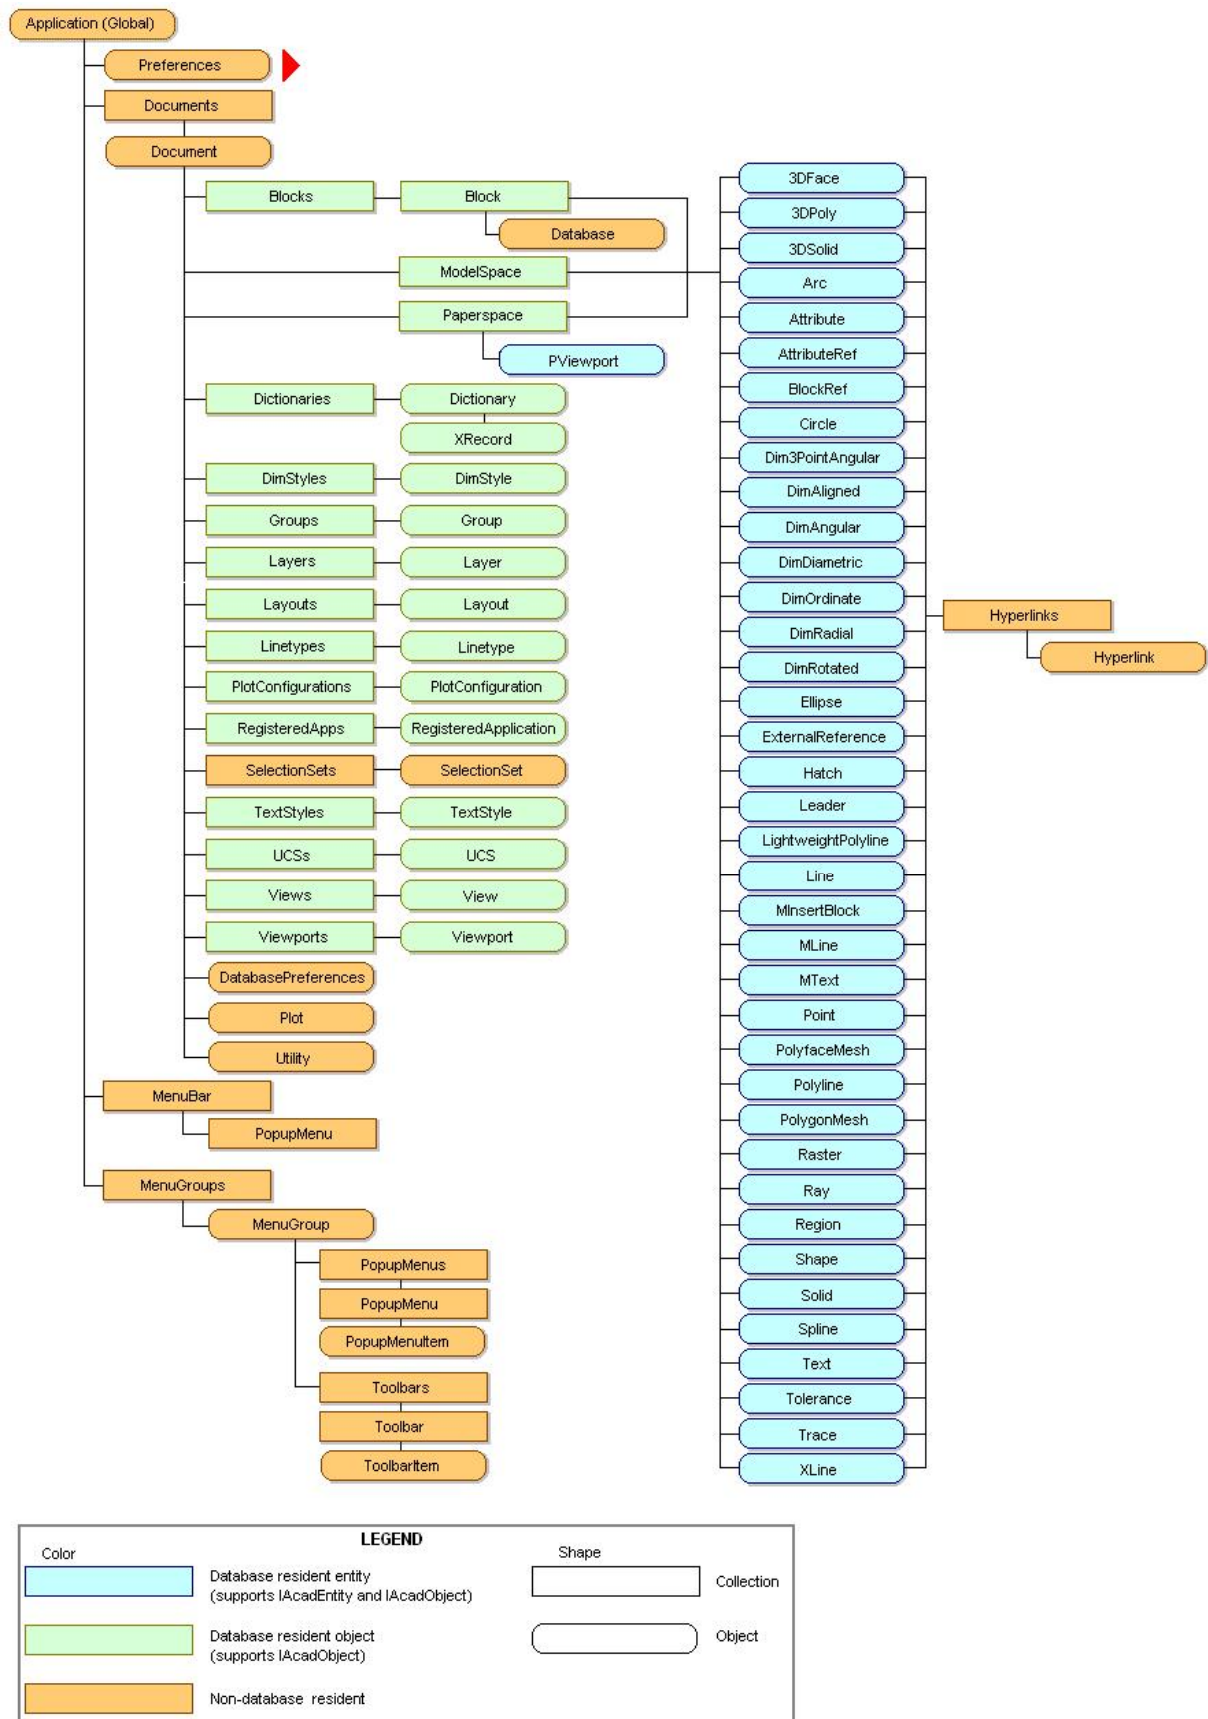 Application (Global)
Preferences
Documents
Document
Blocks
Block
Database
ModelSpace
Paperspace
PViewport
Dictionaries
Dictionary
XRecord
DimStyles
DimStyle
Groups
Group
Layers
Layer
Layouts
Layout
Linetypes
Linetype
PlotConfigurations
PlotConfiguration
RegisteredApps
RegisteredApplication
SelectionSets
SelectionSet
TextStyles
TextStyle
UCSs
UCS
Views
View
Viewports
Viewport
DatabasePreferences
Plot
Utility
MenuBar
PopupMenu
MenuGroups
MenuGroup
PopupMenus
PopupMenu
PopupMenuItem
Toolbars
Toolbar
ToolbarItem
3DFace
3DPoly
3DSolid
Arc
Attribute
AttributeRef
BlockRef
Circle
Dim3PointAngular
DimAligned
DimAngular
DimDiametric
DimOrdinate
DimRadial
DimRotated
Ellipse
ExternalReference
Hatch
Leader
LightweightPolyline
Line
MInsertBlock
MLine
MText
Point
PolyfaceMesh
Polyline
PolygonMesh
Raster
Ray
Region
Shape
Solid
Spline
Text
Tolerance
Trace
XLine
Hyperlinks
Hyperlink
LEGEND
Color
Shape
Database resident entity
(supports IAcadEntity and IAcadObject)
Collection
Database resident object
(supports IAcadObject)
Object
Non-database resident